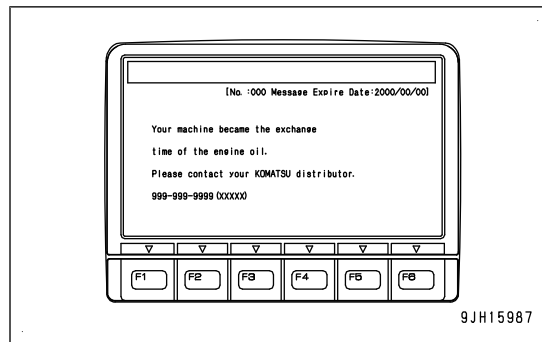 [No. :000 Message Expire Date:2000/00/00]
Your machine became the exchange
time of the engine oil.
Please contact your KOMATSU distributor.
999-999-9999(XXXXX)
F1 F2 F3 F4 F5 F6
9JH15987